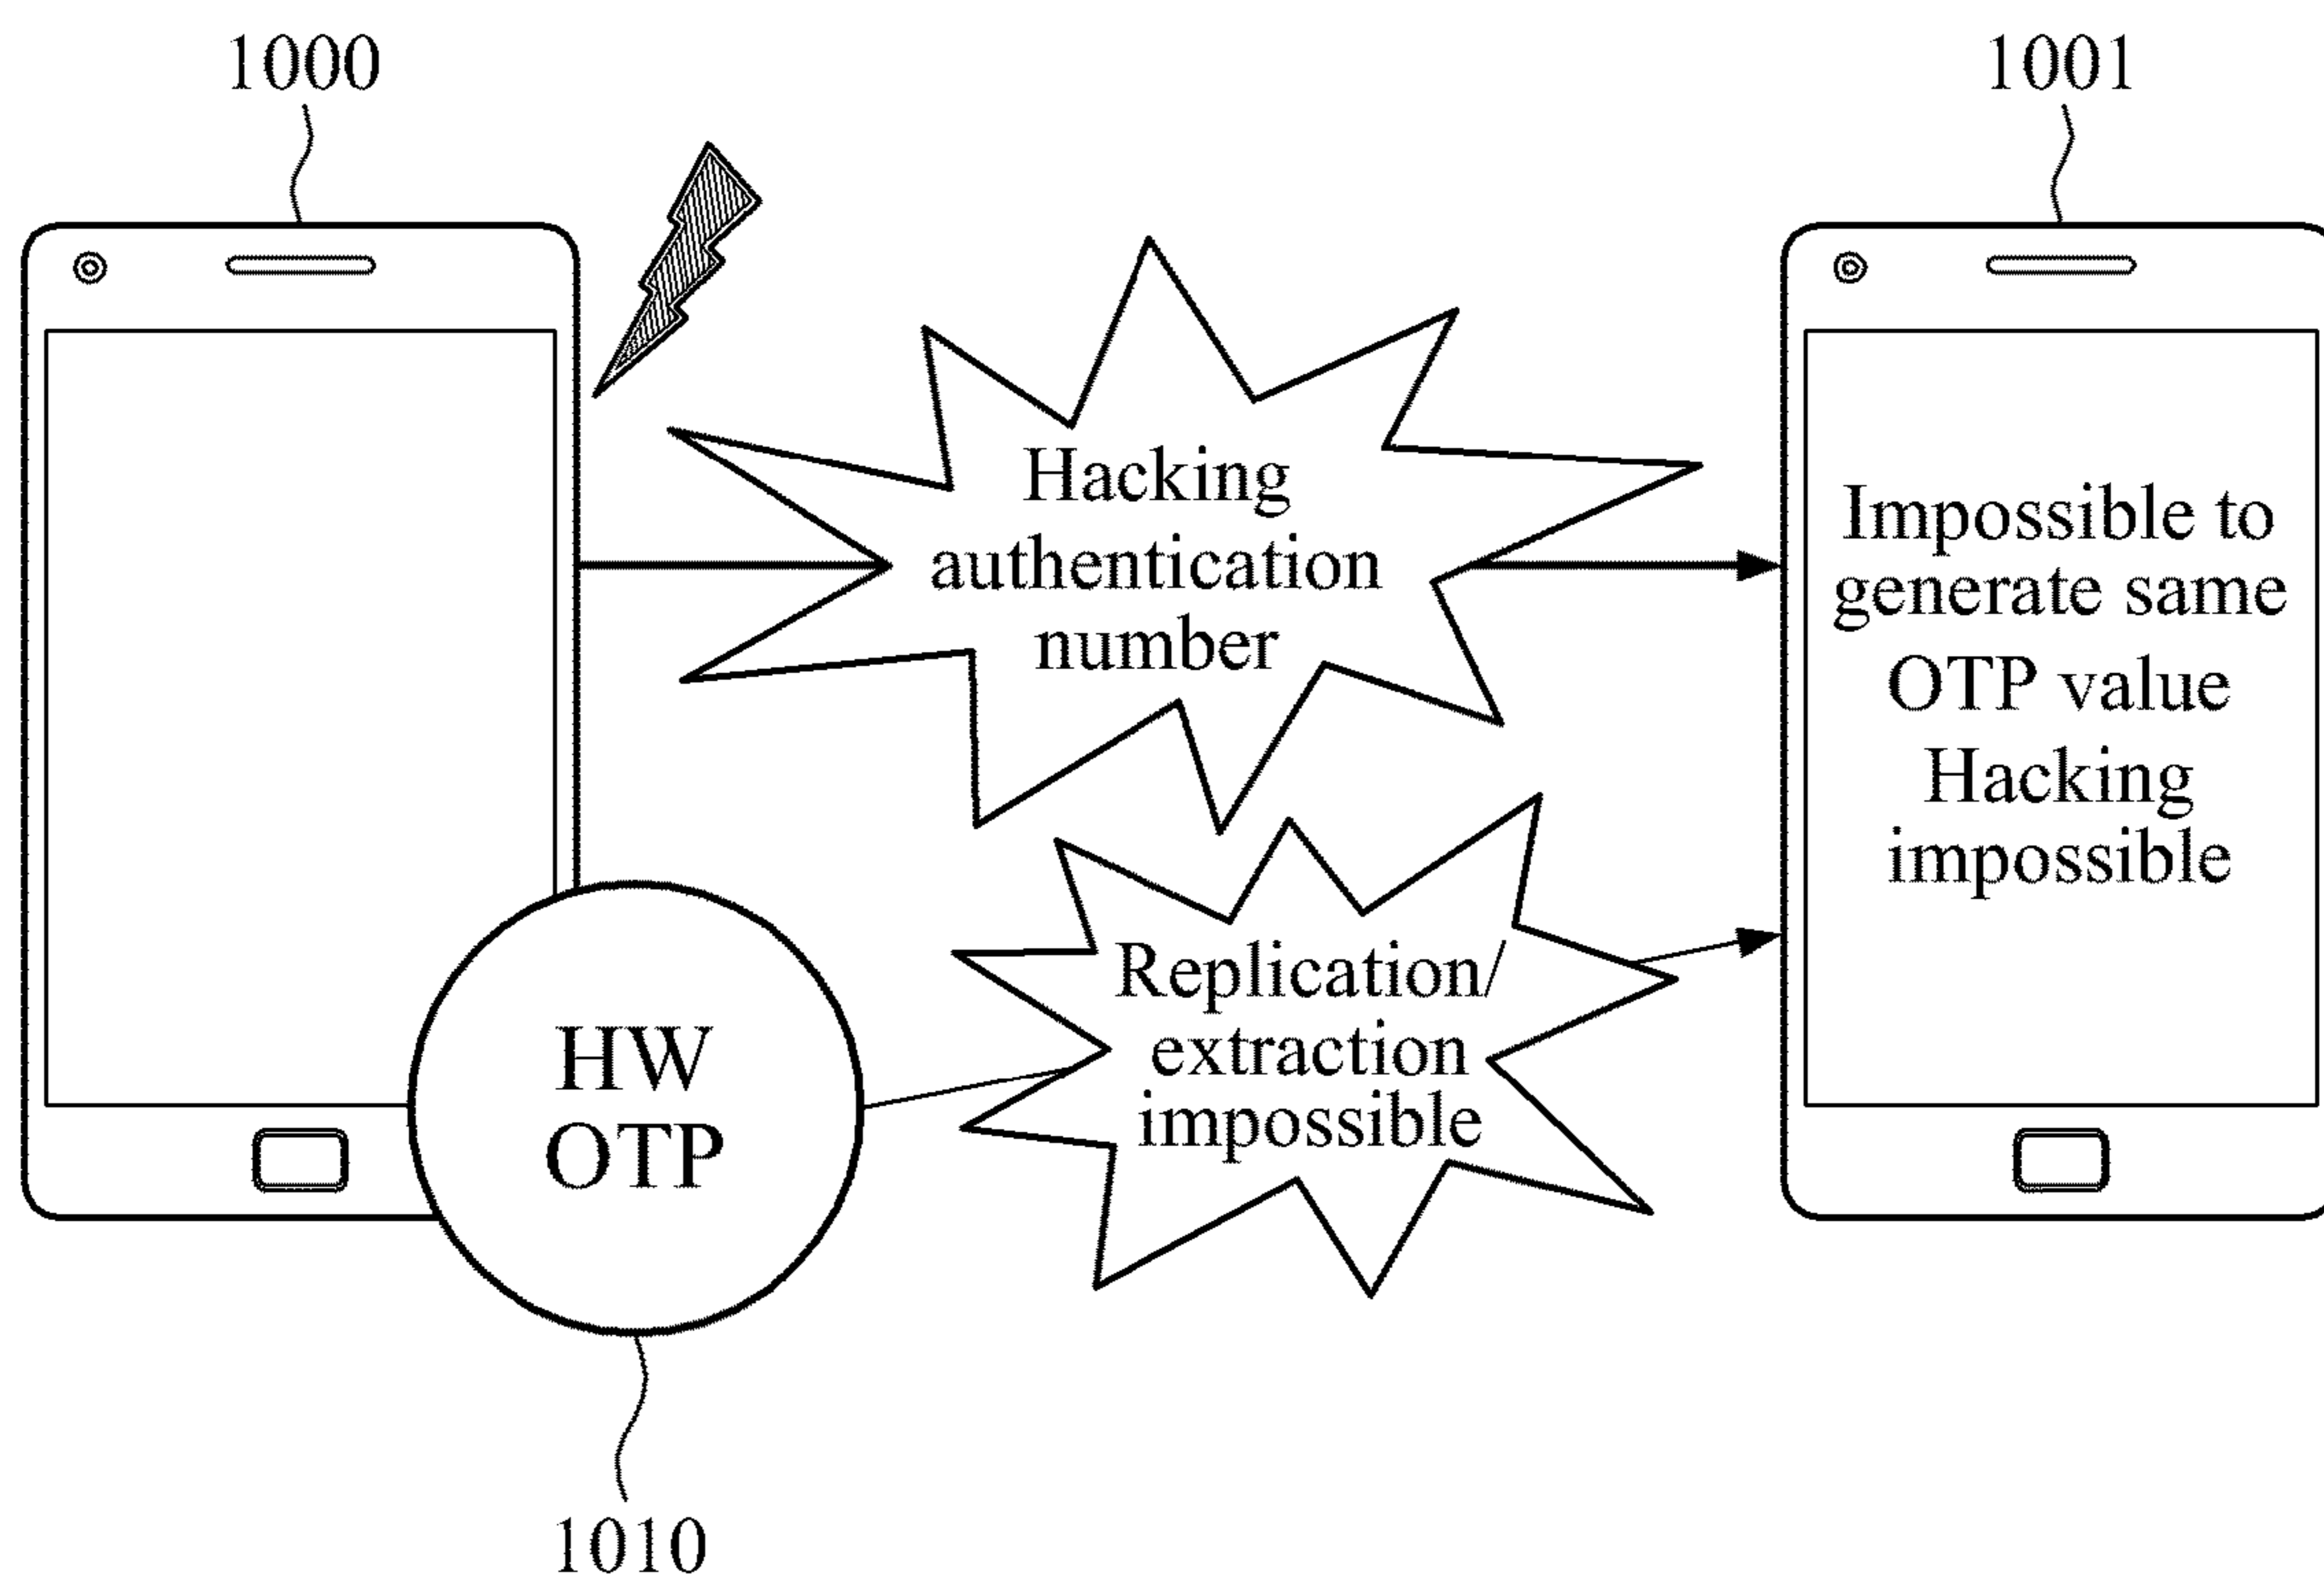 1000
1001
Hacking
authentication
number
Impossible to
generate same
OTP value
Hacking
impossible
Replication/
extraction
impossible
HW
OTP
1010